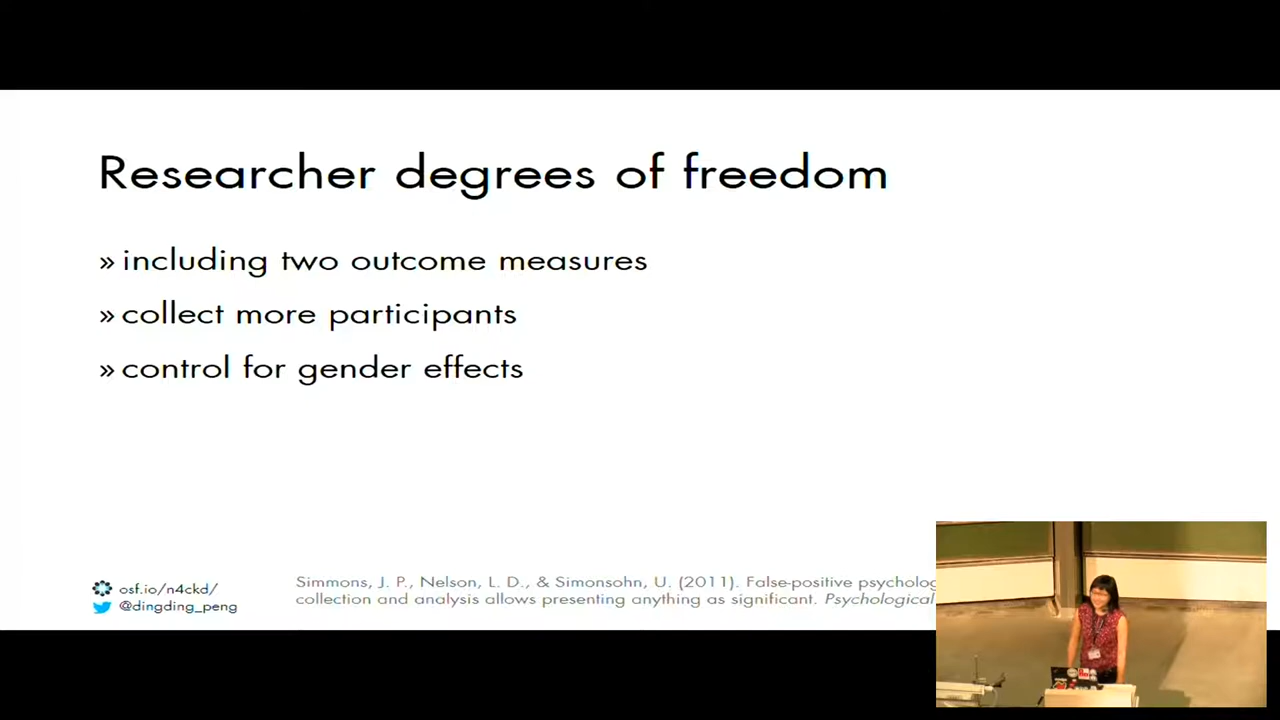 Researcher degrees of freedom
» including two outcome measures
» collect more participants
» control for gender effects
osf.io/n4ckd/
@dingding_peng
Simmons, J. P., Nelson, L. D., & Simonsohn, U. (2011). False-positive psycholog
collection and analysis allows presenting anything as significant. Psychological